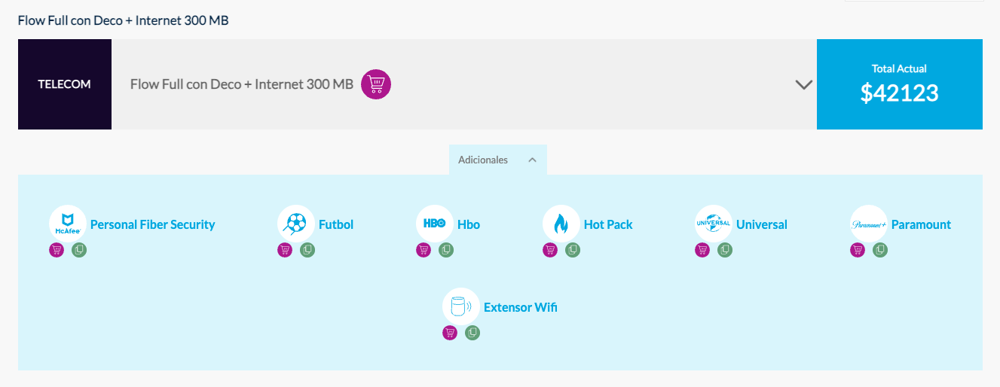 Flow Full con Deco + Internet 300 MB
TELECOM
Flow Full con Deco + Internet 300 MB
Total Actual
$42123
Adicionales
McAfee
Personal Fiber Security
Futbol
HBO
Hbo
Hot Pack
UNIVERSAL
Universal
Paramount+
Paramount
Extensor Wifi